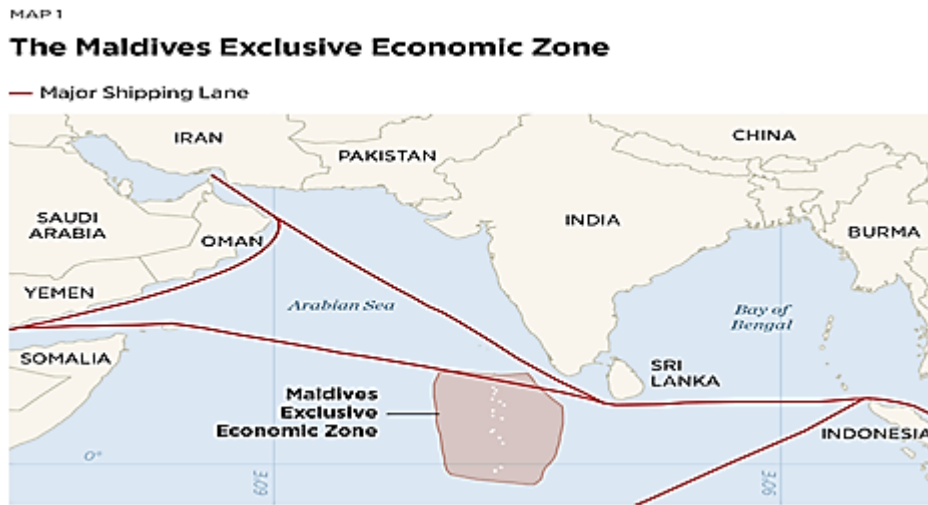 MAP 1
The Maldives Exclusive Economic Zone
Major Shipping Lane
IRAN
CHINA
PAKISTAN
SAUDI
ARABIA
INDIA
OMAN
BURMA
YEMEN
Arabian Sea
Bay of
Bengal
SOMALIA
SRI
LANKA
Maldives
Exclusive
Economic Zone
INDONESIA
0°
60°E
90°E